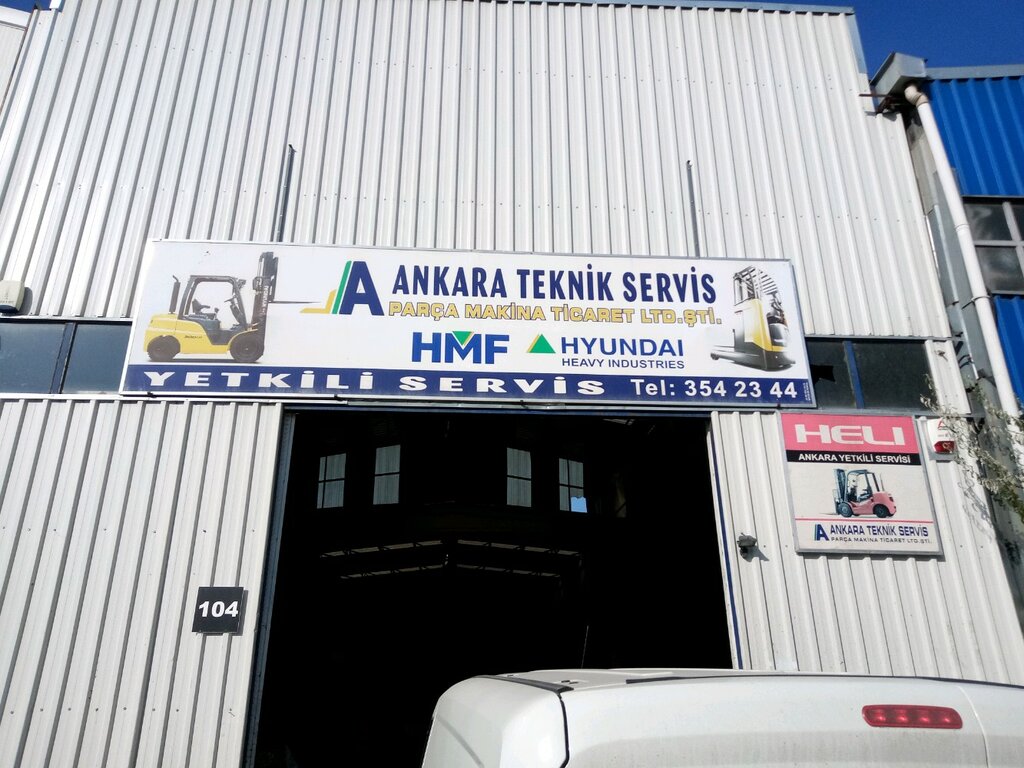 ANKARA TEKNİK SERVİS
PARÇA MAKİNA TİCARET LTD.ŞTİ.
HMF
HYUNDAI
HEAVY INDUSTRIES
YETKİLİ SERVİS Tel: 354 23 44
HELI
ANKARA YETKİLİ SERVİSİ
ANKARA TEKNİK SERVİS
PARÇA MAKİNA TİCARET LTD.ŞTİ.
104